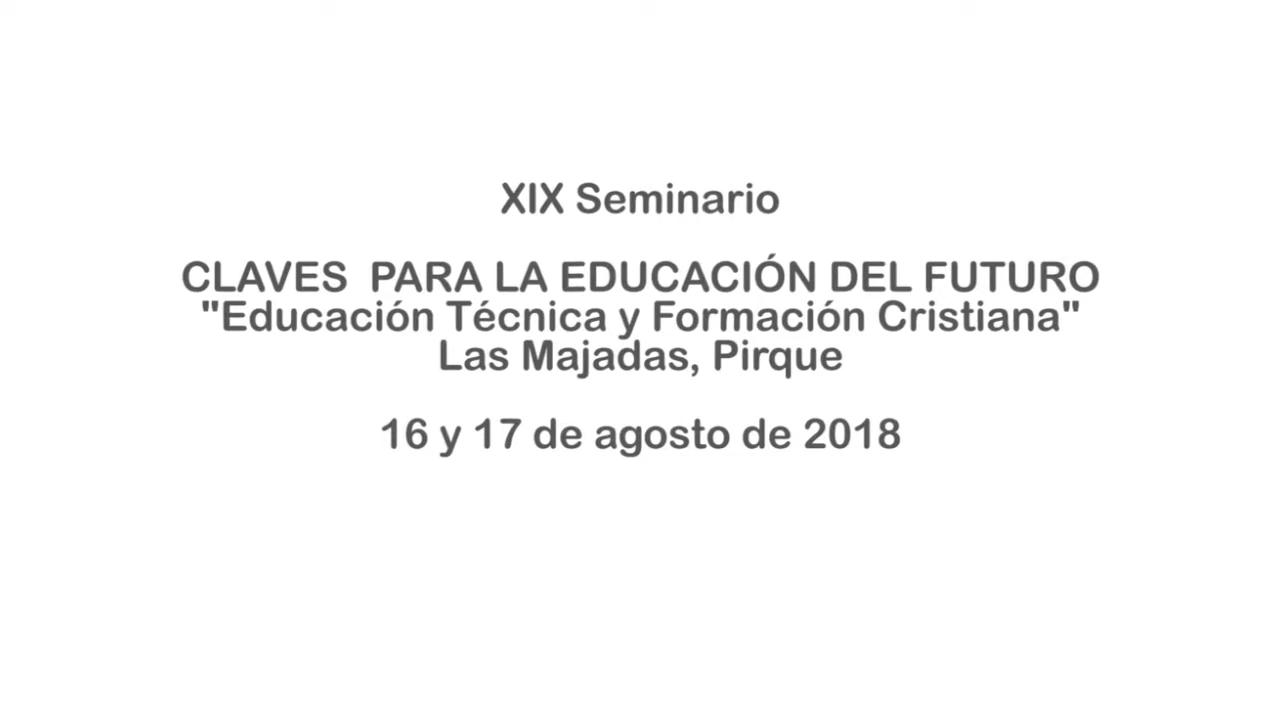 XIX Seminario
CLAVES PARA LA EDUCACIÓN DEL FUTURO
"Educación Técnica y Formación Cristiana"
Las Majadas, Pirque
16 y 17 de agosto de 2018